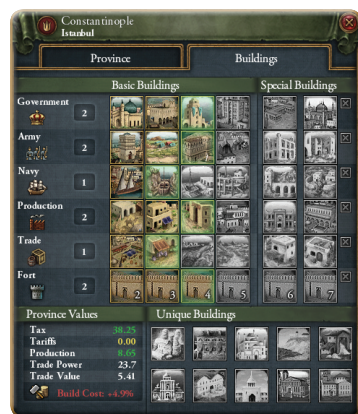 Constantinople
Istanbul
Province
Buildings
Basic Buildings
Special Buildings
Government
2
Army
2
Navy
1
Production
2
Trade
1
Fort
2
2
3
4
5
6
7
Province Values
Unique Buildings
Tax 38.25
Tariffs 0.00
Production 8.65
Trade Power 23.7
Trade Value 5.41
Build Cost: +4.9%